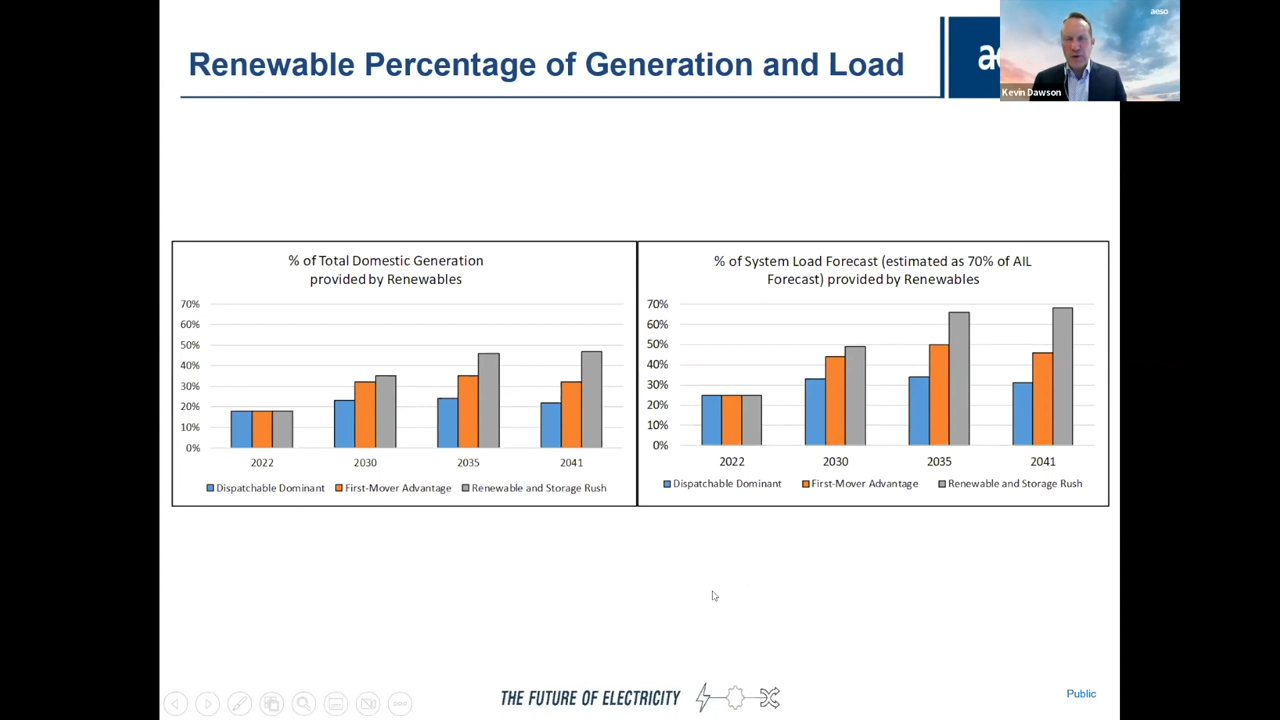 Renewable Percentage of Generation and Load
aeso
Kevin Dawson
% of Total Domestic Generation
provided by Renewables
70%
60%
50%
40%
30%
20%
10%
0%
2022 2030 2035 2041
Dispatchable Dominant First-Mover Advantage Renewable and Storage Rush
% of System Load Forecast (estimated as 70% of AIL
Forecast) provided by Renewables
70%
60%
50%
40%
30%
20%
10%
0%
2022 2030 2035 2041
Dispatchable Dominant First-Mover Advantage Renewable and Storage Rush
THE FUTURE OF ELECTRICITY
Public